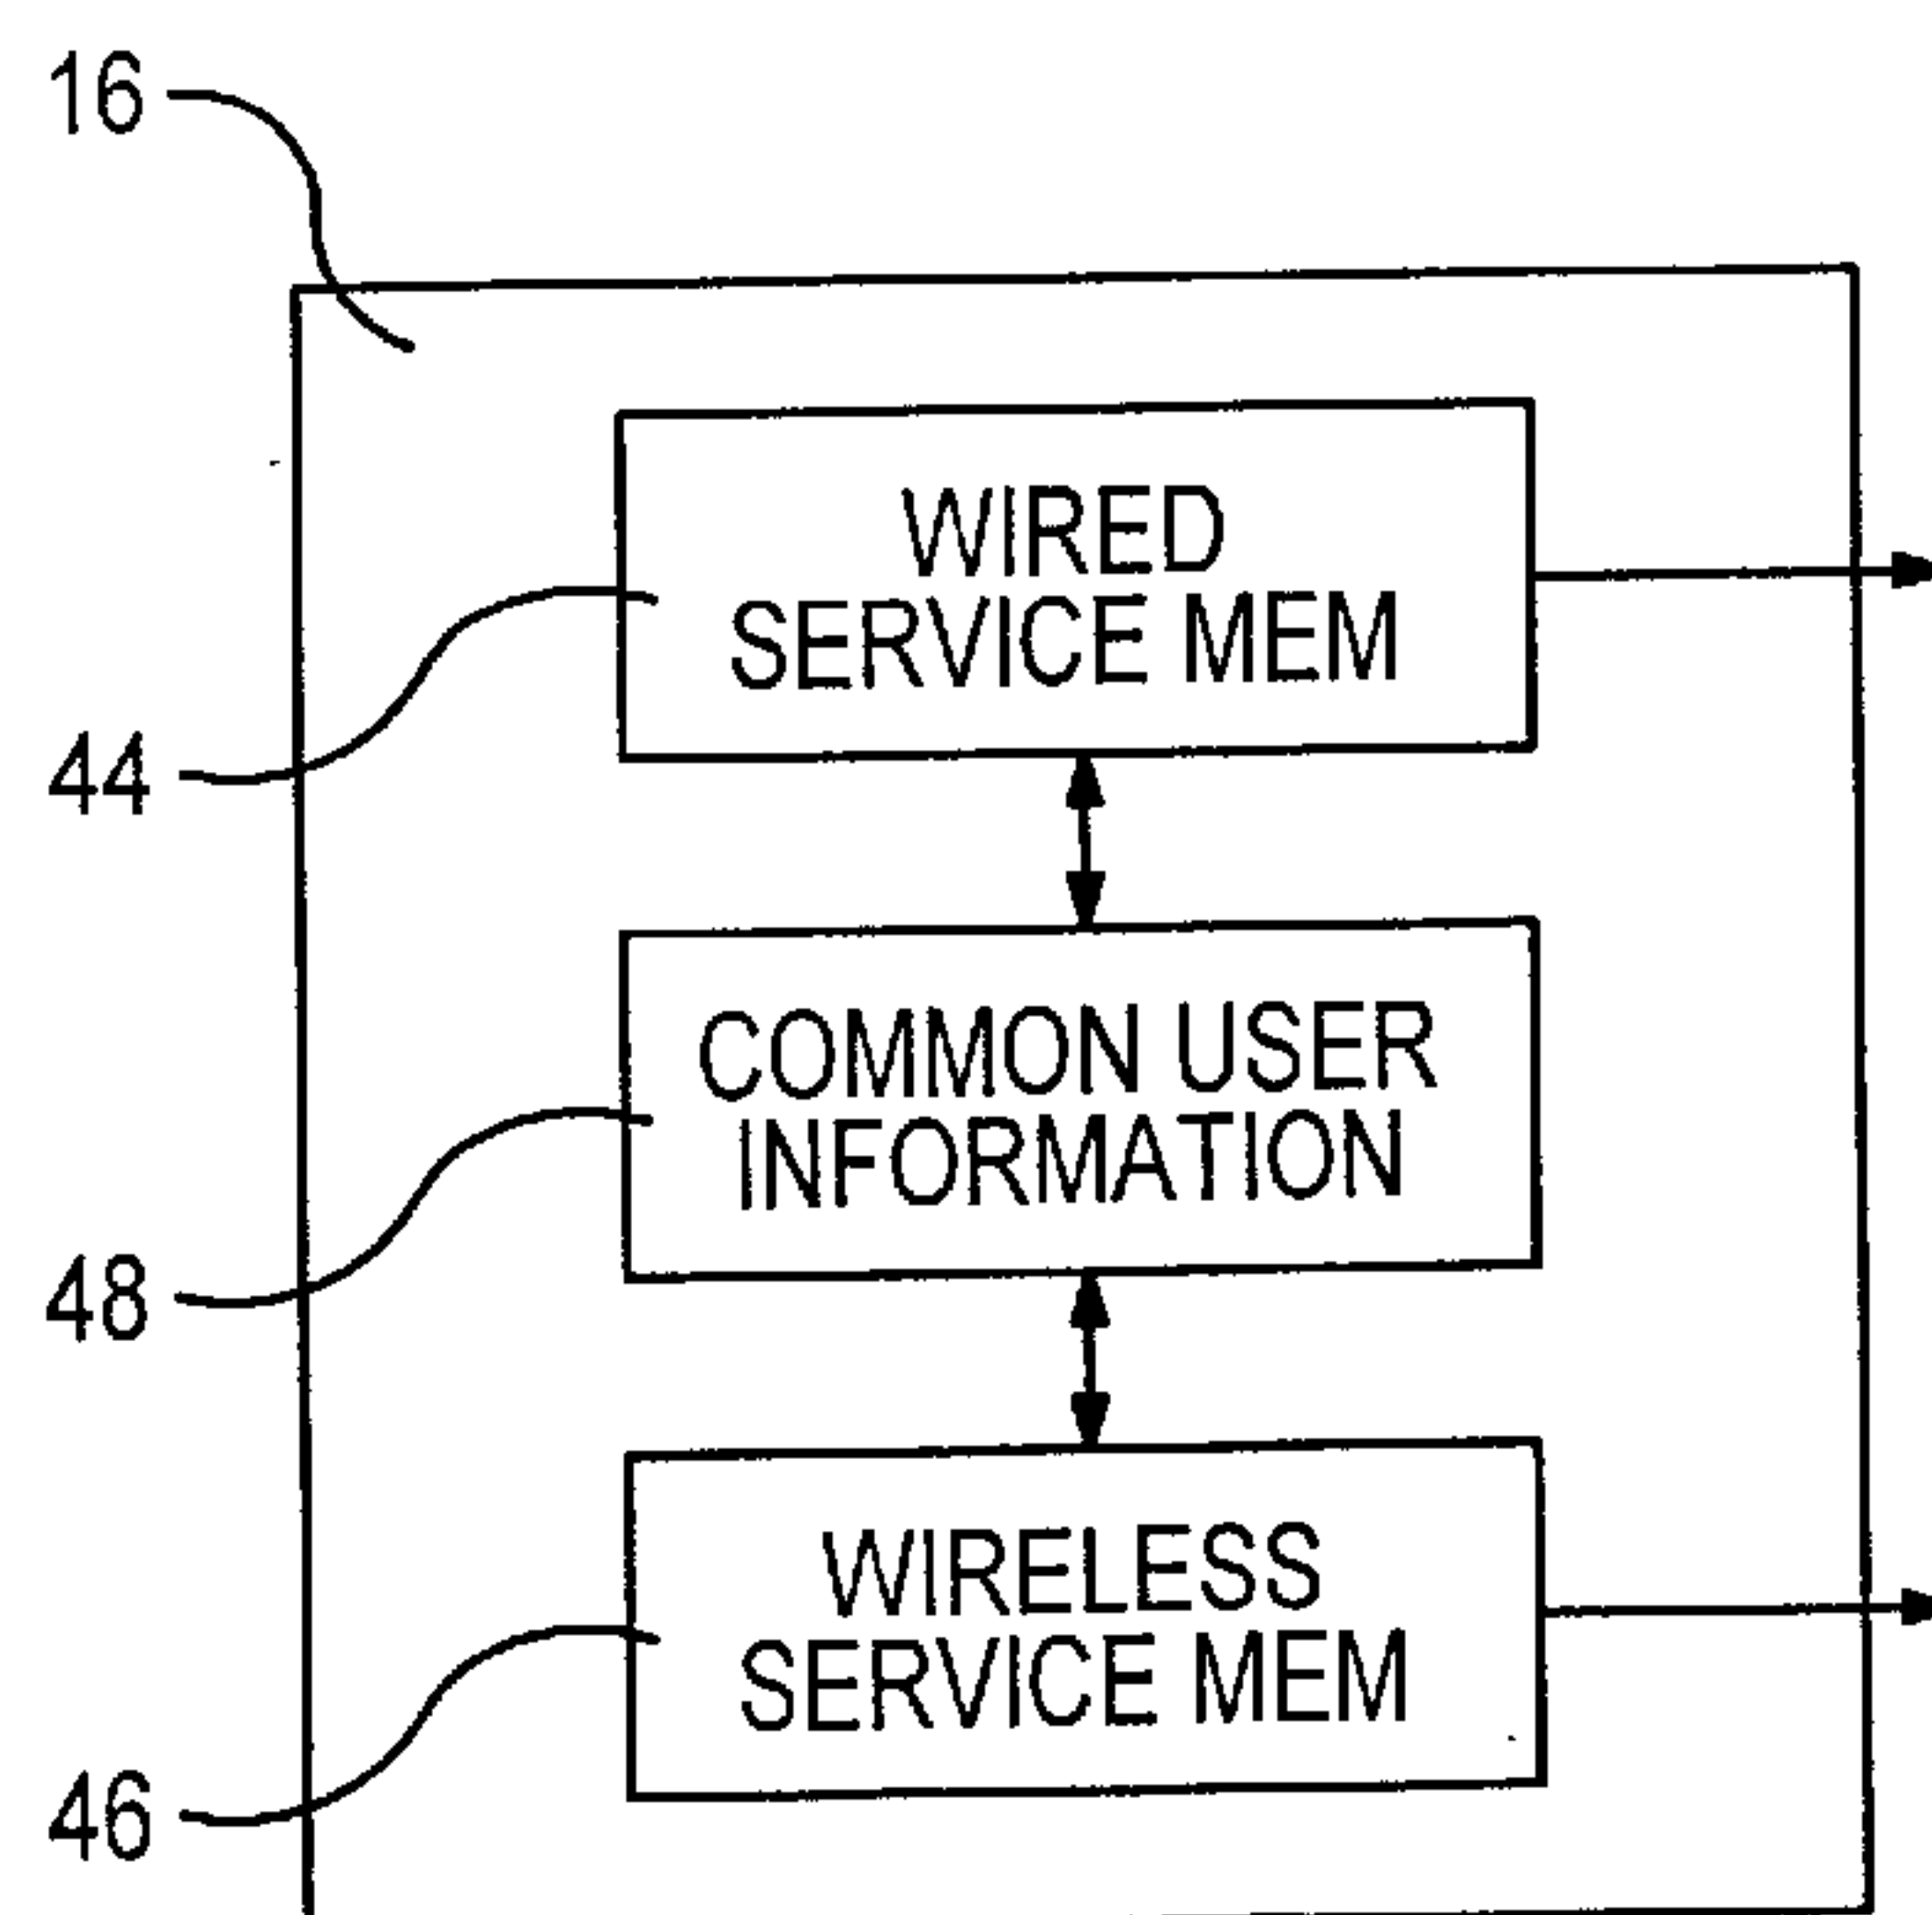 16
WIRED
SERVICE MEM
44
COMMON USER
INFORMATION
48
WIRELESS
SERVICE MEM
46